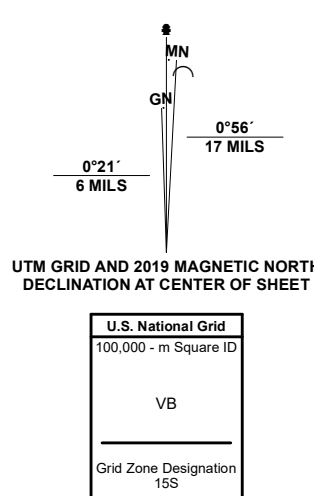 MN
GN
0°56´
17 MILS
0°21´
6 MILS
UTM GRID AND 2019 MAGNETIC NORTH
DECLINATION AT CENTER OF SHEET
U.S. National Grid
100,000 - m Square ID
VB
Grid Zone Designation
15S